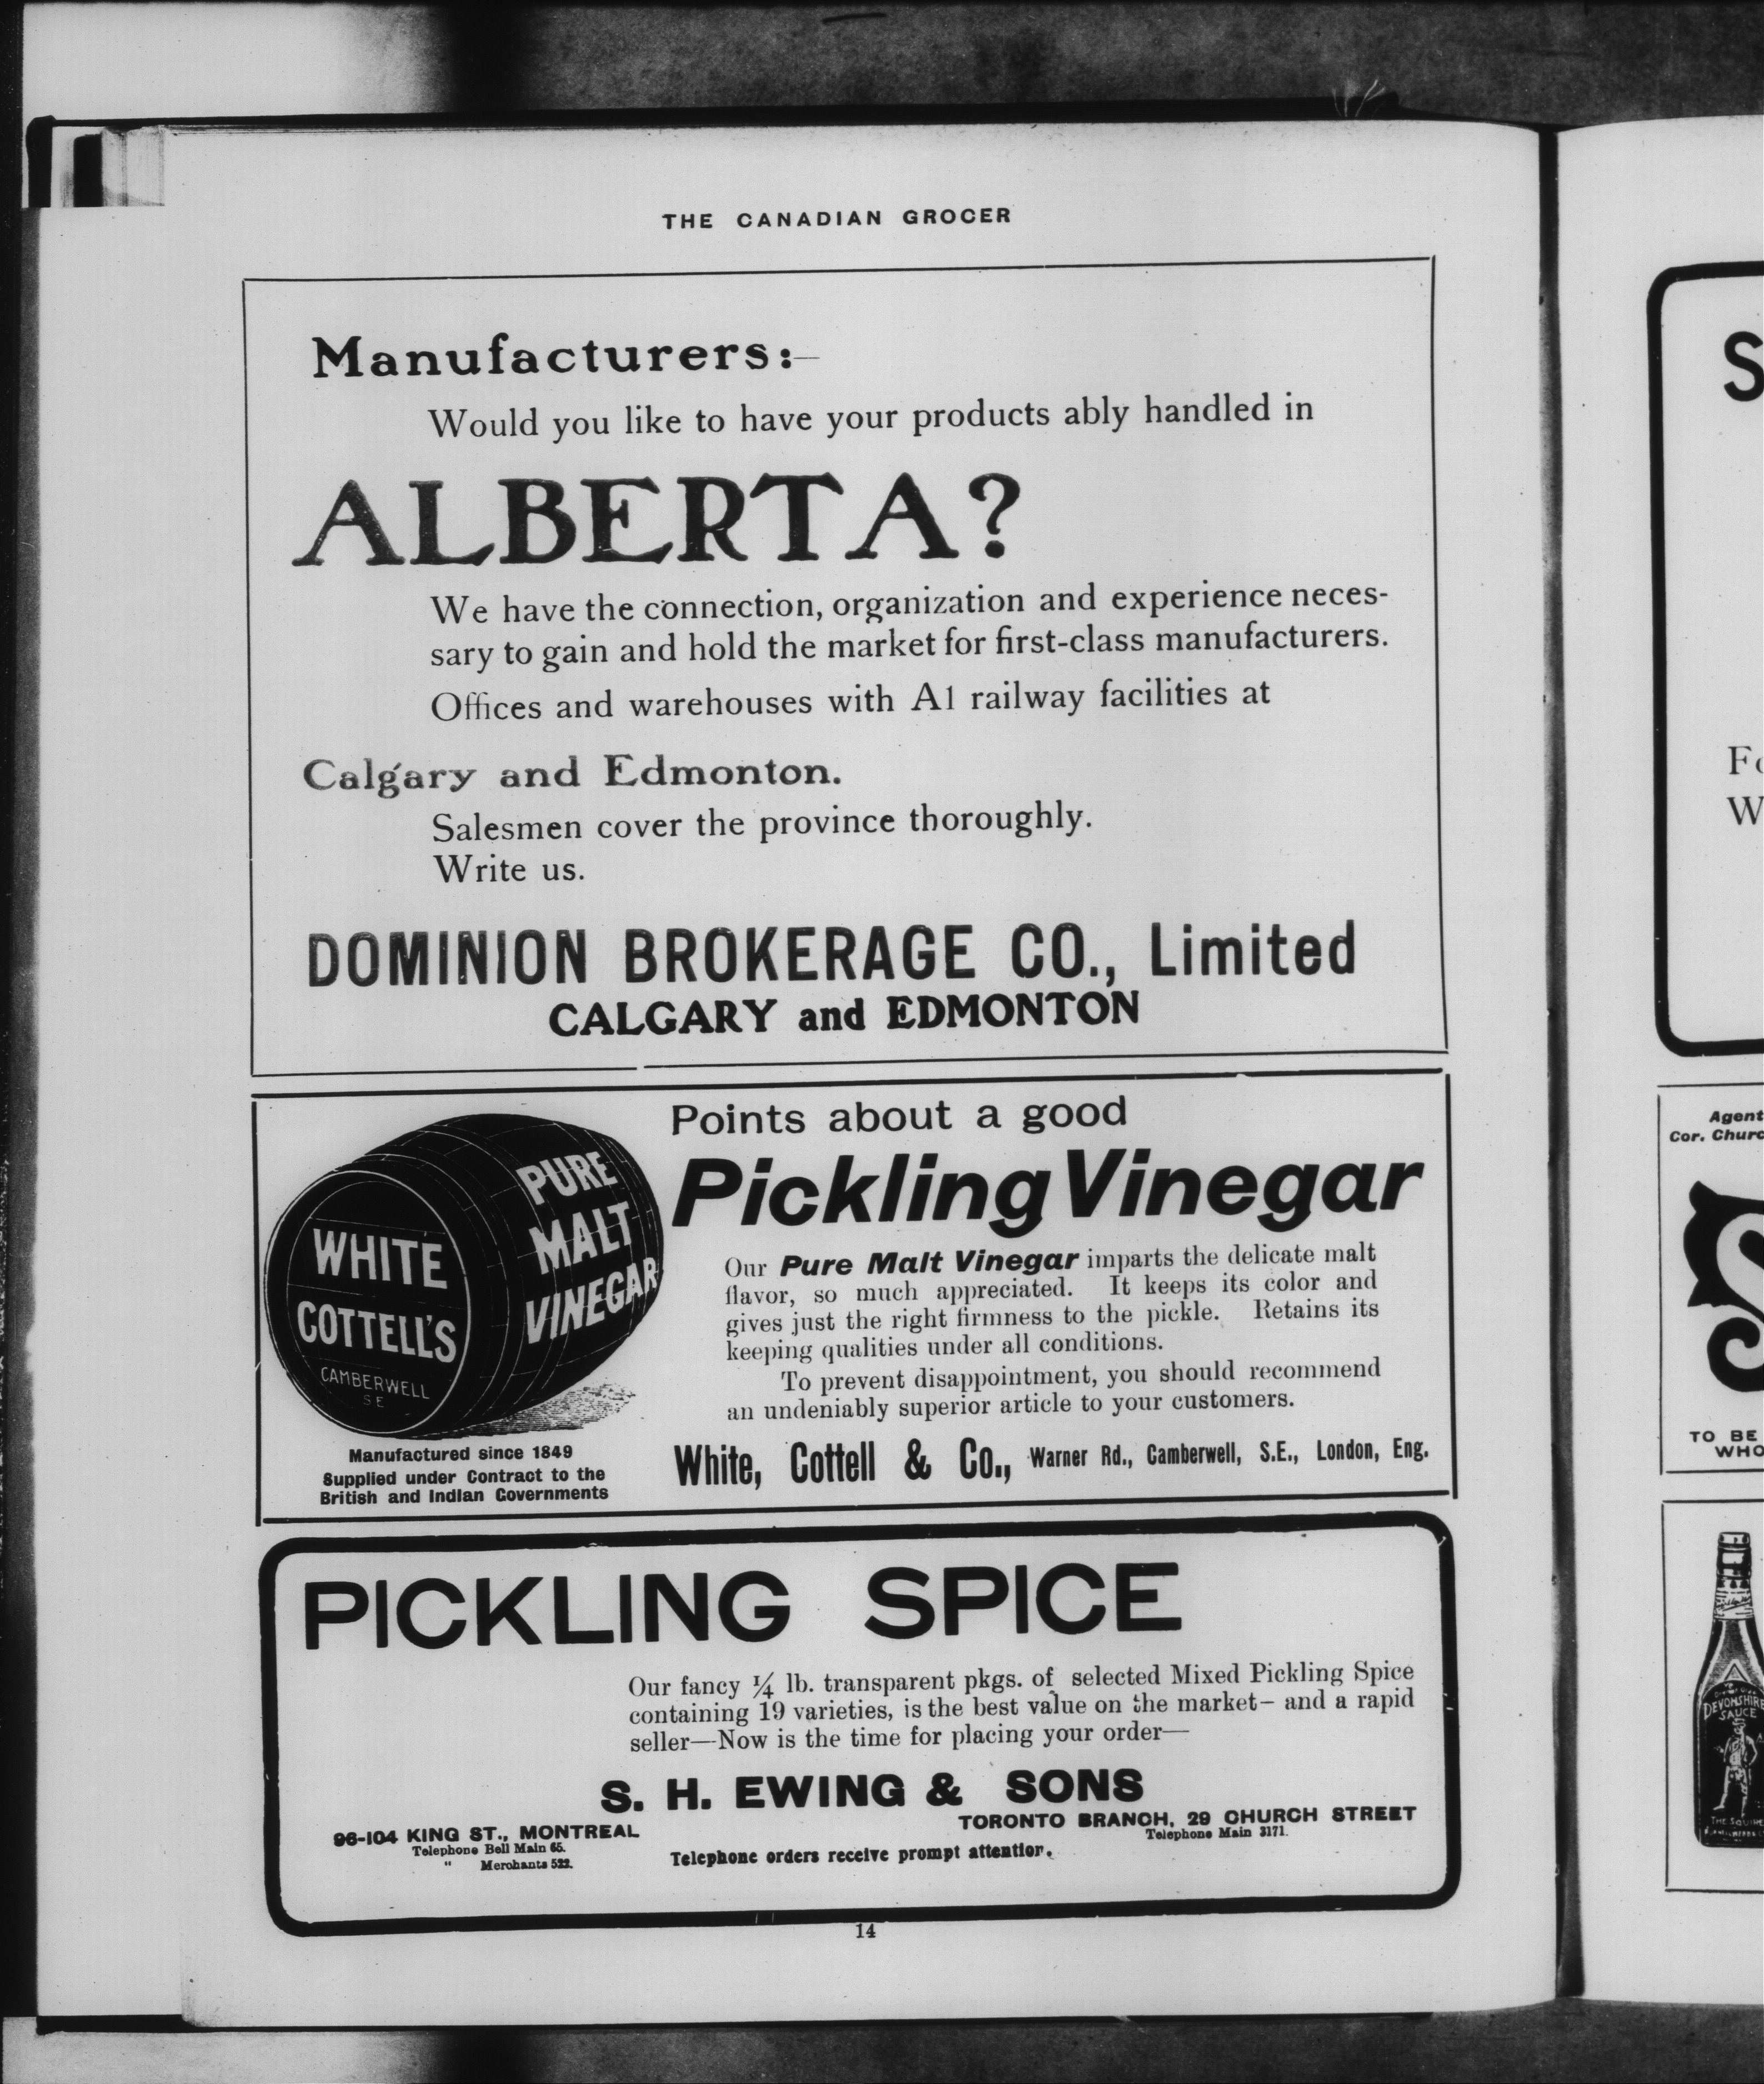 THE CANADIAN GROCER
Manufacturers:—
Would you like to have your products ably handled in
ALBERTA?
We have the connection, organization and experience neces-
sary to gain and hold the market for first-class manufacturers.
Offices and warehouses with A1 railway facilities at
Calgary and Edmonton.
Salesmen cover the province thoroughly.
Write us.
DOMINION BROKERAGE CO., Limited
CALGARY and EDMONTON
WHITE
COTTELL'S
CAMBERWELL
S E
PURE
MALT
VINEGAR
Manufactured since 1849
Supplied under Contract to the
British and Indian Governments
Points about a good
Pickling Vinegar
Our Pure Malt Vinegar imparts the delicate malt
flavor, so much appreciated. It keeps its color and
gives just the right firmness to the pickle. Retains its
keeping qualities under all conditions.
To prevent disappointment, you should recommend
an undeniably superior article to your customers.
White, Cottell & Co., Warner Rd., Camberwell, S.E., London, Eng.
PICKLING SPICE
Our fancy ¼ lb. transparent pkgs. of selected Mixed Pickling Spice
containing 19 varieties, is the best value on the market— and a rapid
seller—Now is the time for placing your order—
S. H. EWING & SONS
96-104 KING ST., MONTREAL
Telephone Bell Main 65.
" Merchants 522.
TORONTO BRANCH, 29 CHURCH STREET
Telephone Main 3171.
Telephone orders receive prompt attention.
14
S
Fo
W
Agent
Cor. Churc
S
TO BE
WHO
DEVONSHIRE
SAUCE
THE SQUIRE